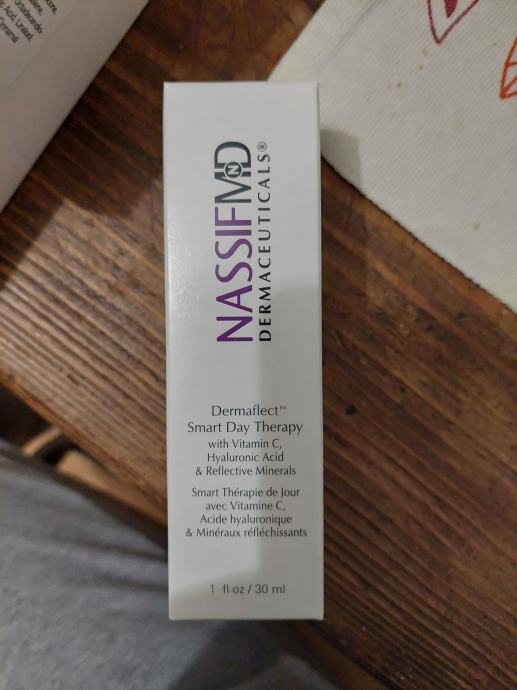 NASSIFMD
DERMACEUTICALS®
Dermaflect™
Smart Day Therapy
with Vitamin C,
Hyaluronic Acid
& Reflective Minerals
Smart Thérapie de Jour
avec Vitamine C,
Acide hyaluronique
& Minéraux réfléchissants
1 fl oz / 30 ml